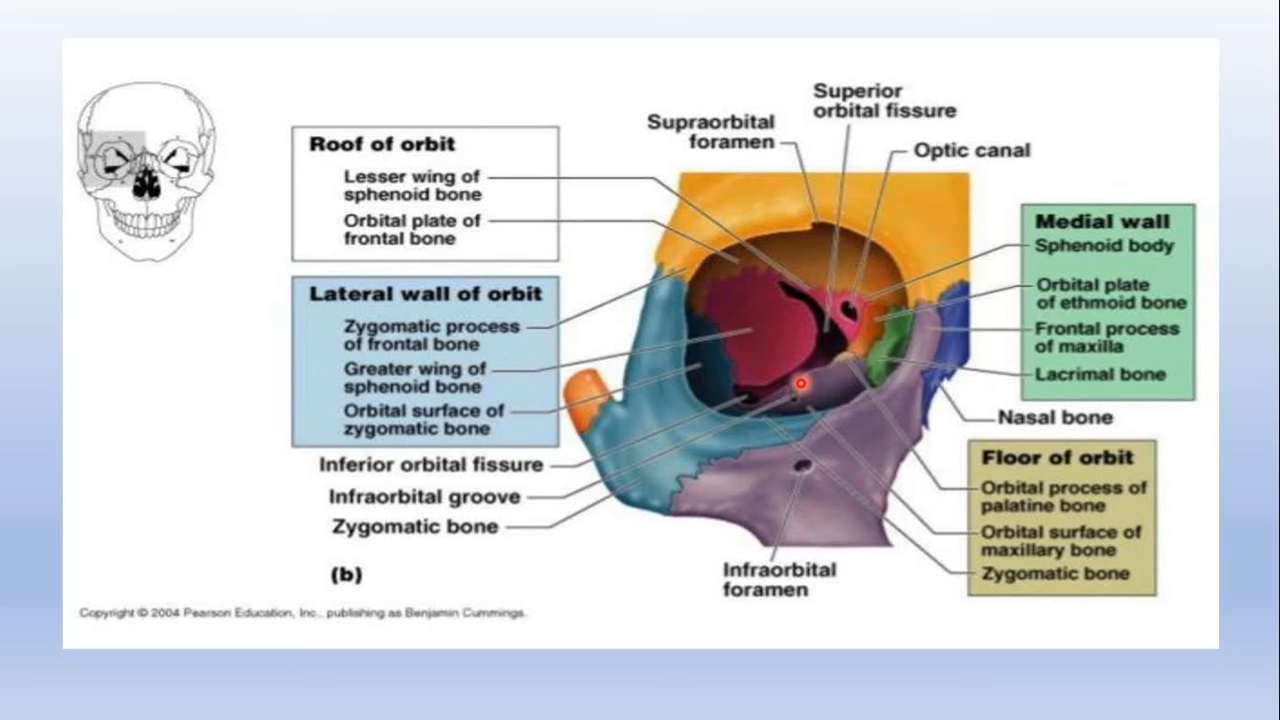 Superior
orbital fissure
Supraorbital
foramen
Optic canal
Roof of orbit
Lesser wing of
sphenoid bone
Orbital plate of
frontal bone
Lateral wall of orbit
Zygomatic process
of frontal bone
Greater wing of
sphenoid bone
Orbital surface of
zygomatic bone
Inferior orbital fissure
Infraorbital groove
Zygomatic bone
(b)
Medial wall
Sphenoid body
Orbital plate
of ethmoid bone
Frontal process
of maxilla
Lacrimal bone
Nasal bone
Floor of orbit
Orbital process of
palatine bone
Orbital surface of
maxillary bone
Zygomatic bone
Infraorbital
foramen
Copyright © 2004 Pearson Education, Inc., publishing as Benjamin Cummings.